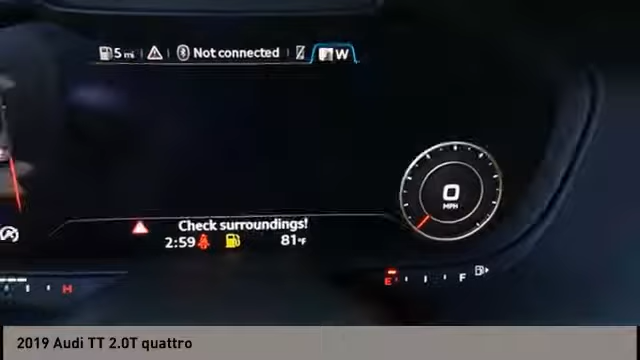 5 mi
Not connected
W
0
MPH
Check surroundings!
2:59
81°F
H
E
F
2019 Audi TT 2.0T quattro